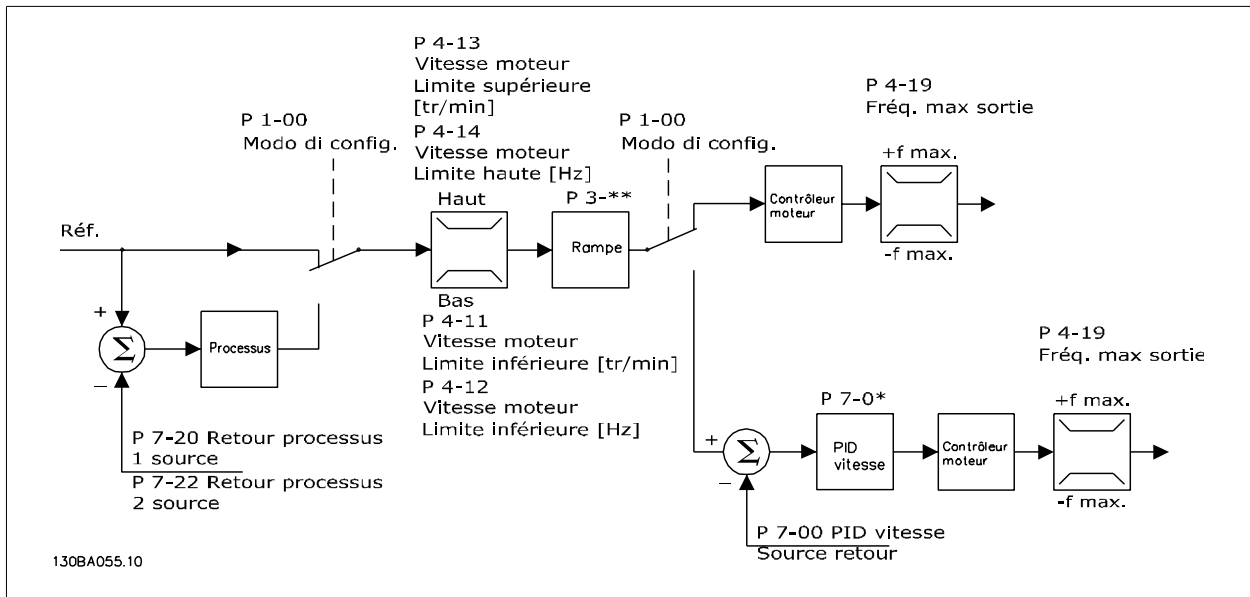 P 4-13
Vitesse moteur
Limite supérieure
[tr/min]
P 4-14
Vitesse moteur
Limite haute [Hz]
P 1-00
Modo di config.
P 1-00
Modo di config.
P 4-19
Fréq. max sortie
+f max.
-f max.
Haut
Bas
P 3-**
Rampe
Contrôleur
moteur
Réf.
+
Σ
–
Processus
P 4-11
Vitesse moteur
Limite inférieure [tr/min]
P 4-12
Vitesse moteur
Limite inférieure [Hz]
P 7-20 Retour processus
1 source
P 7-22 Retour processus
2 source
P 4-19
Fréq. max sortie
+f max.
-f max.
P 7-0*
+
Σ
–
PID
vitesse
Contrôleur
moteur
P 7-00 PID vitesse
Source retour
130BA055.10